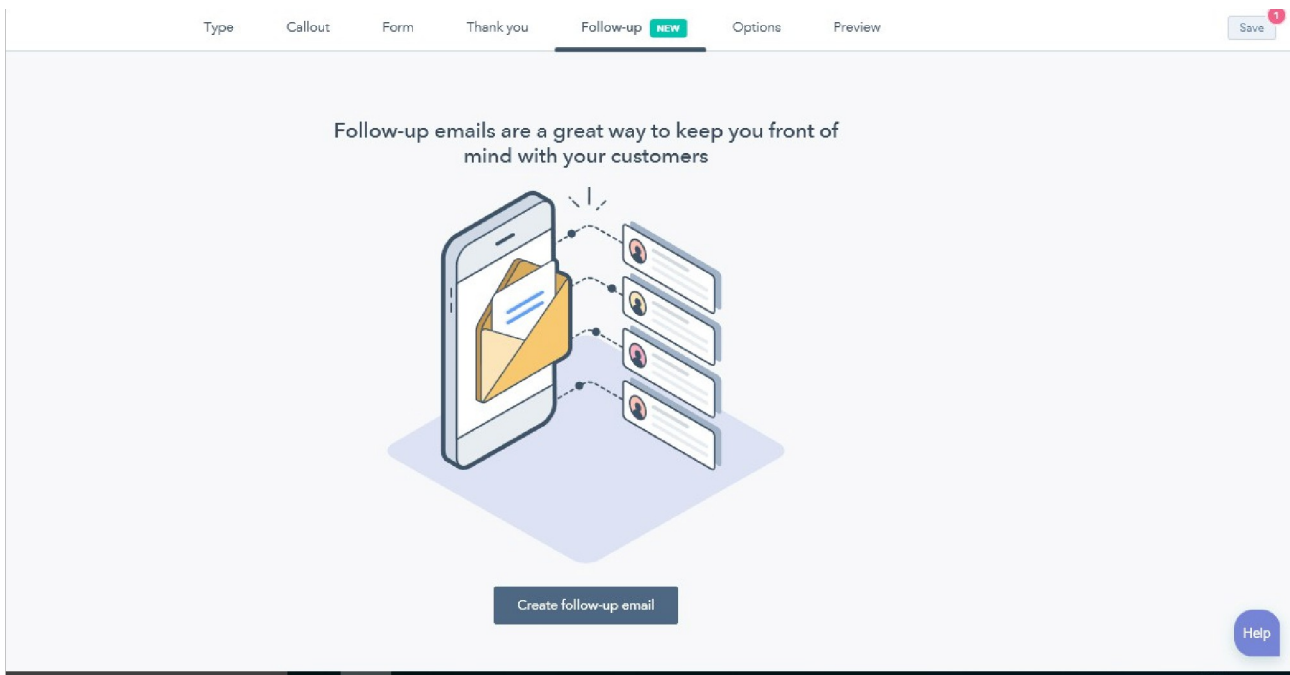 Type Callout Form Thank you Follow-up NEW Options Preview Save 1
Follow-up emails are a great way to keep you front of
mind with your customers
Create follow-up email
Help